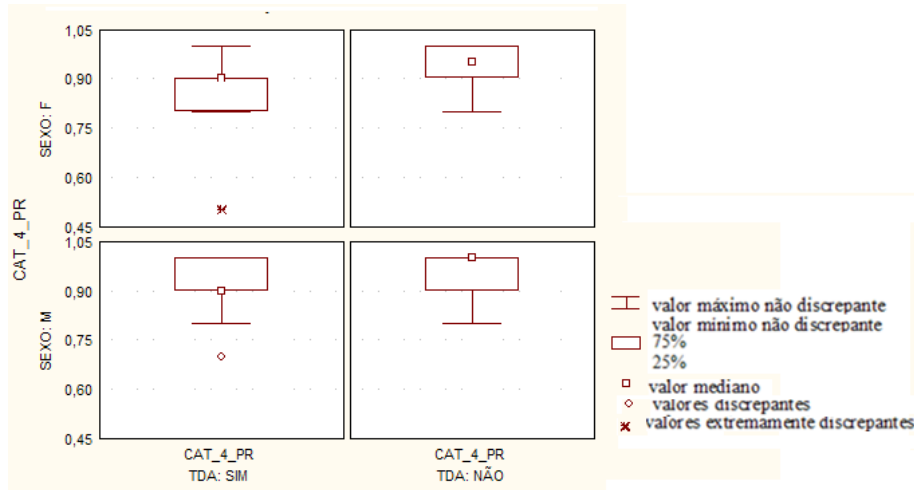 1,05
0,90
0,75
0,60
0,45
SEXO: F
1,05
0,90
0,75
0,60
0,45
SEXO: M
CAT_4_PR
CAT_4_PR
TDA: SIM
CAT_4_PR
TDA: NÃO
valor máximo não discrepante
valor minimo não discrepante
75%
25%
valor mediano
valores discrepantes
valores extremamente discrepantes